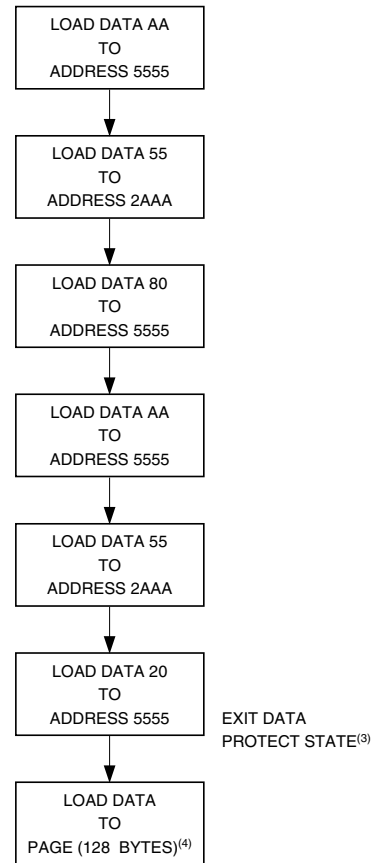 LOAD DATA AA
TO
ADDRESS 5555
LOAD DATA 55
TO
ADDRESS 2AAA
LOAD DATA 80
TO
ADDRESS 5555
LOAD DATA AA
TO
ADDRESS 5555
LOAD DATA 55
TO
ADDRESS 2AAA
LOAD DATA 20
TO
ADDRESS 5555
EXIT DATA
PROTECT STATE(3)
LOAD DATA
TO
PAGE (128 BYTES)(4)